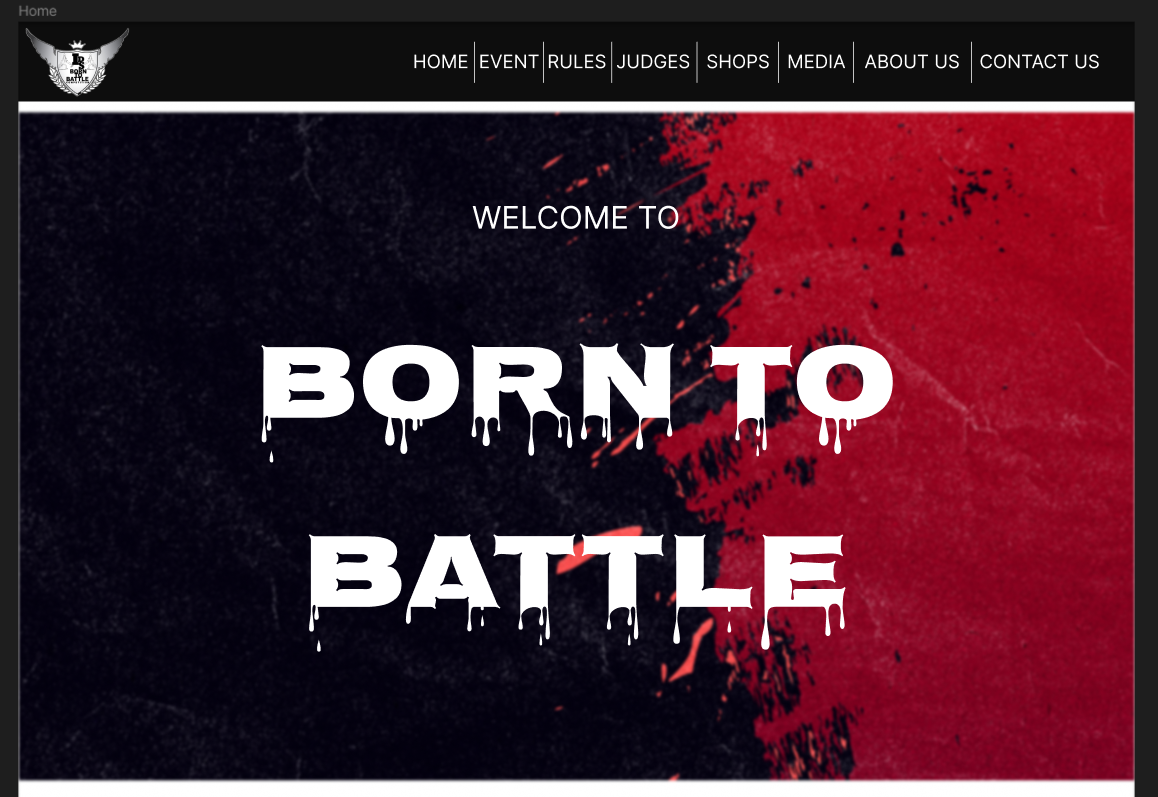 Home
BORN
TO
BATTLE
HOME EVENT RULES JUDGES SHOPS MEDIA ABOUT US CONTACT US
WELCOME TO
BORN TO
BATTLE